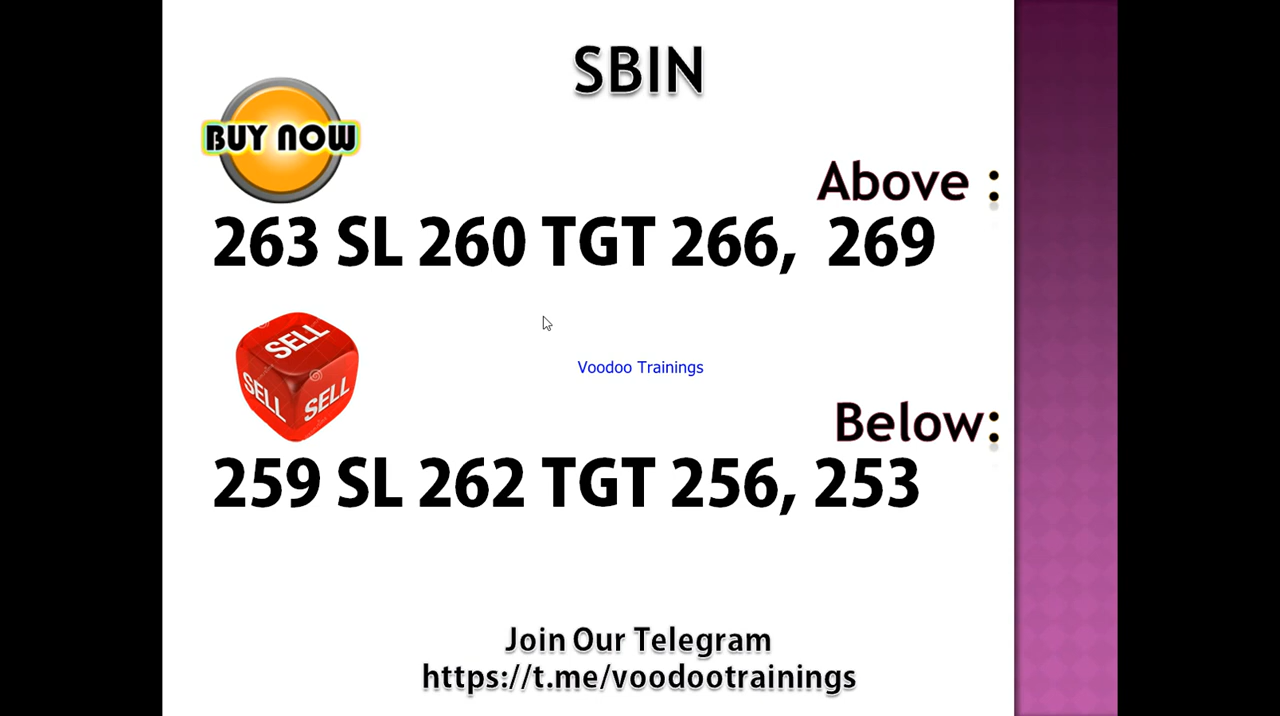 SBIN
BUY NOW
Above :
263 SL 260 TGT 266, 269
SELL
SELL
SELL
Voodoo Trainings
Below:
259 SL 262 TGT 256, 253
Join Our Telegram
https://t.me/voodootrainings